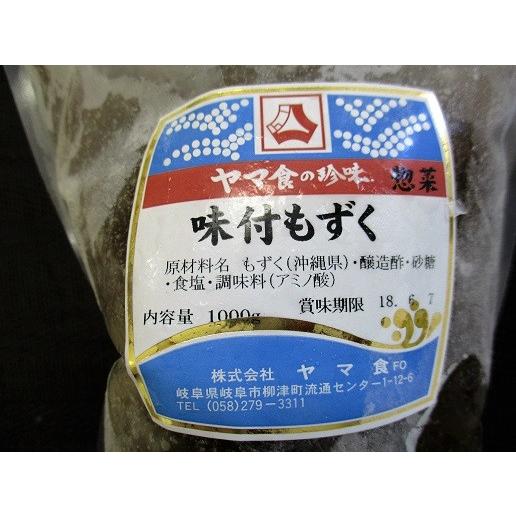 ヤマ食の珍味 惣菜
味付もずく
原材料名 もずく(沖縄県)・醸造酢・砂糖
・食塩・調味料(アミノ酸)
賞味期限 18. 6. 7
内容量 1000g
株式会社 ヤマ食FO
岐阜県岐阜市柳津町流通センター1-12-6
TEL (058)279-3311